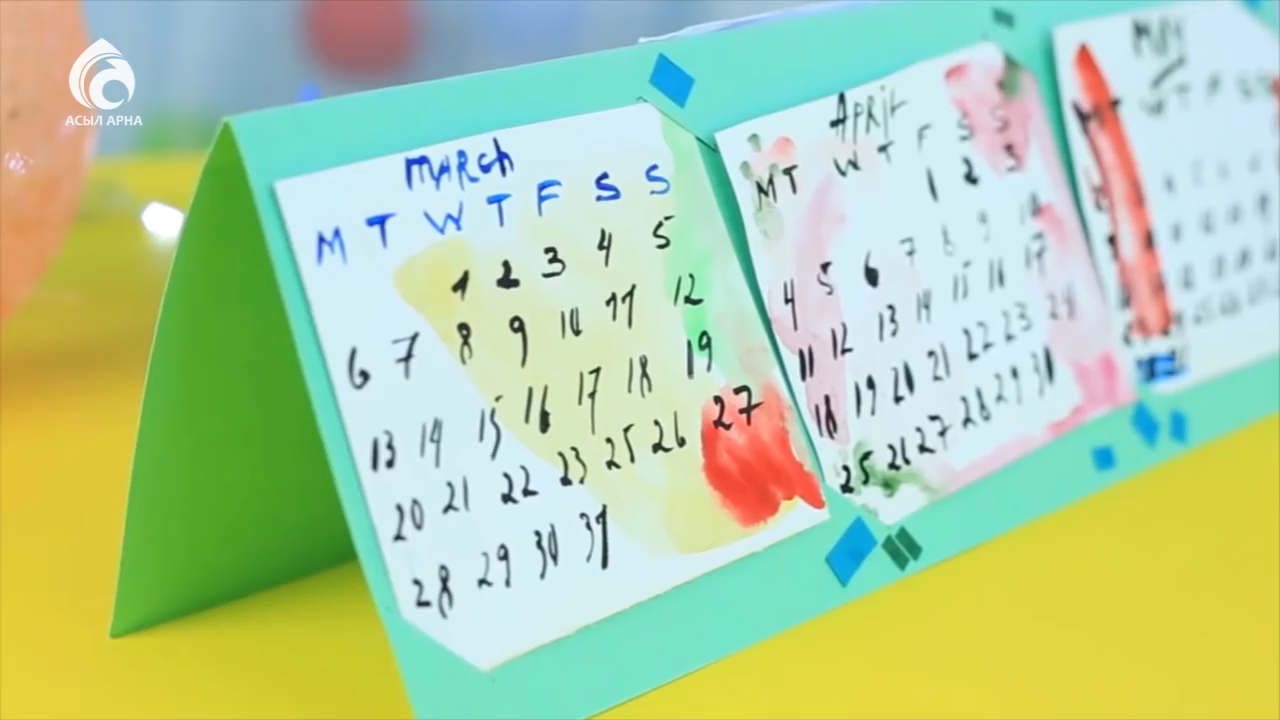 АСЫЛ АРНА
MARch
M T W T F S S
1 2 3 4 5
6 7 8 9 10 11 12
13 14 15 16 17 18 19
20 21 22 23 25 26 27
28 29 30 31
APRIL
M T W T F S S
1 2 3
4 5 6 7 8 9 10
11 12 13 14 15 16 17
18 19 20 21 22 23 24
25 26 27 28 29 30
MAY
M T W T F S S